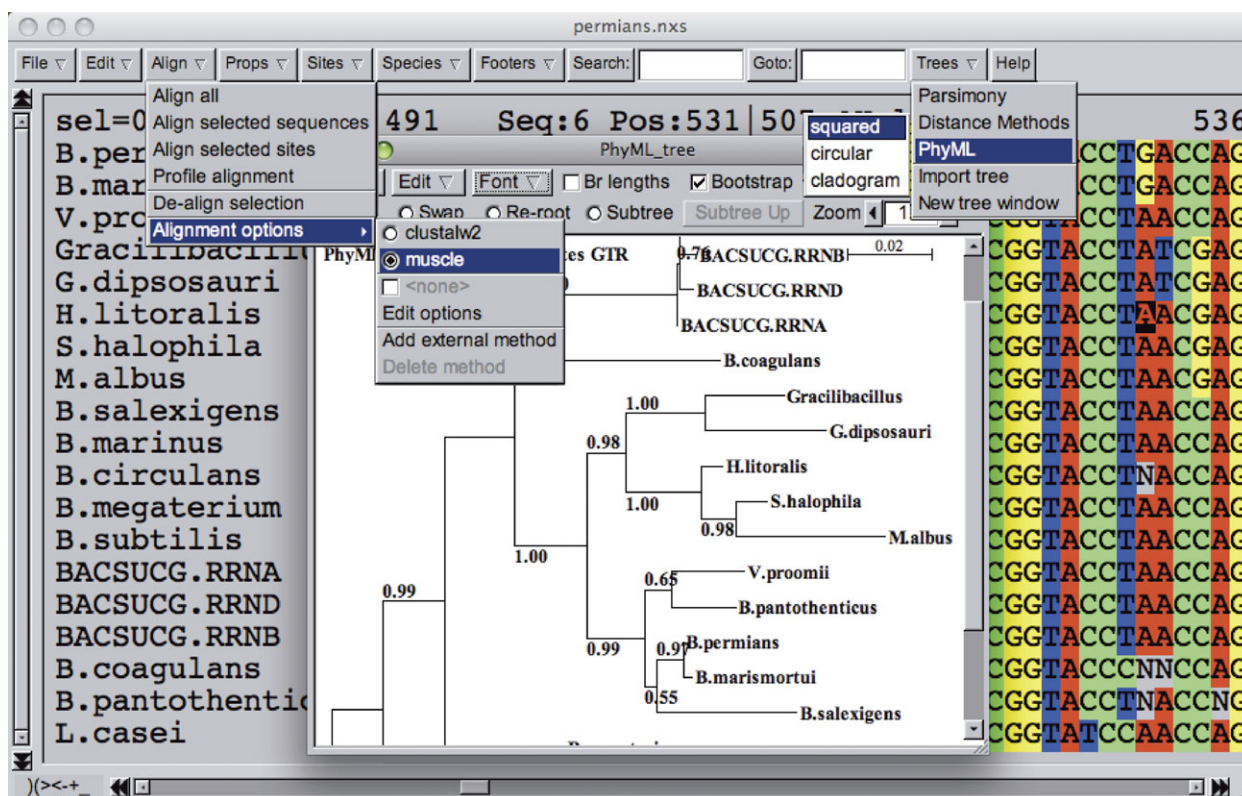 permians.nxs
File Edit Align Props Sites Species Footers Search: Goto: Trees Help
Align all
Align selected sequences
Align selected sites
Profile alignment
De-align selection
Alignment options
clustalw2
muscle
<none>
Edit options
Add external method
Delete method
Parsimony
Distance Methods
PhyML
Import tree
New tree window
squared
circular
cladogram
sel=0 491 Seq:6 Pos:531|505 536
PhyML_tree
Edit Font Br lengths Bootstrap
Swap Re-root Subtree Subtree Up Zoom
PhyML es GTR 0.02
0.76 BACSUCG.RRNB
BACSUCG.RRND
BACSUCG.RRNA
B.coagulans
1.00 Gracilibacillus
G.dipsosauri
0.98
H.litoralis
1.00 S.halophila
0.98 M.albus
1.00
0.99
0.65 V.proomii
B.pantothenticus
0.99
0.97 B.permians
B.marismortui
0.55 B.salexigens
B.per
B.mar
V.pro
Gracilibacillu
G.dipsosauri
H.litoralis
S.halophila
M.albus
B.salexigens
B.marinus
B.circulans
B.megaterium
B.subtilis
BACSUCG.RRNA
BACSUCG.RRND
BACSUCG.RRNB
B.coagulans
B.pantothentic
L.casei
ACCTGACCAG
ACCTGACCAG
CGGTACCTAACCAG
CGGTACCTATCGAG
CGGTACCTATCGAG
CGGTACCTAACGAG
CGGTACCTAACGAG
CGGTACCTAACGAG
CGGTACCTAACCAG
CGGTACCTAACCAG
CGGTACCTNACCAG
CGGTACCTAACCAG
CGGTACCTAACCAG
CGGTACCTAACCAG
CGGTACCTAACCAG
CGGTACCTAACCAG
CGGTACCCNNCCAG
CGGTACCTNACCNG
CGGTATCCAACCAG
)(><-+_